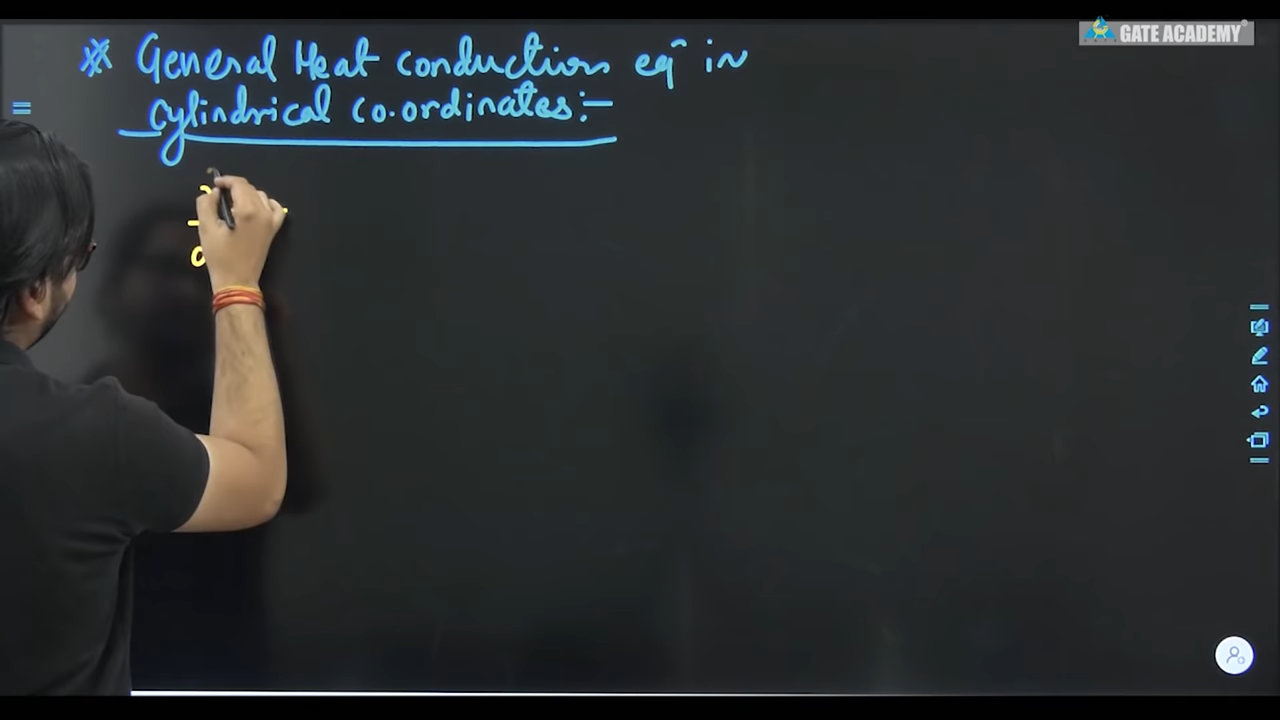 GATE ACADEMY
※ General Heat conduction eqⁿ in
cylindrical co.ordinates:-